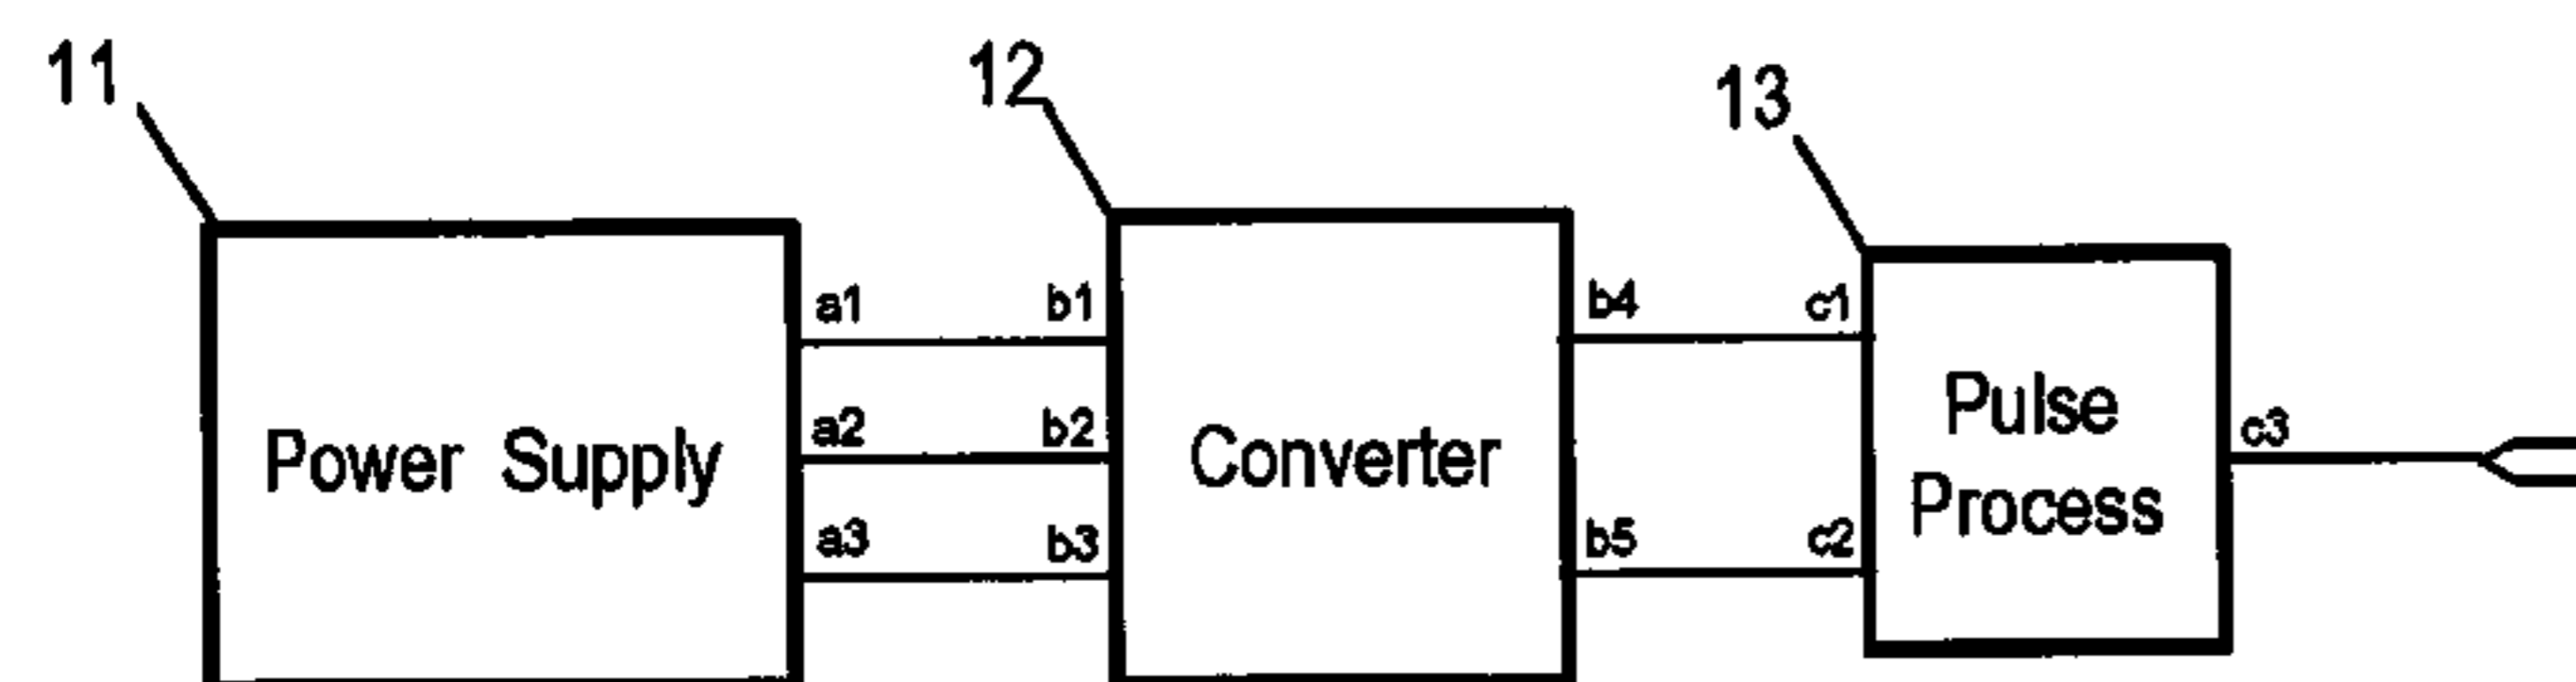 11
12
13
a1
b1
b4
c1
a2
b2
c3
a3
b3
b5
c2
Power Supply
Converter
Pulse
Process